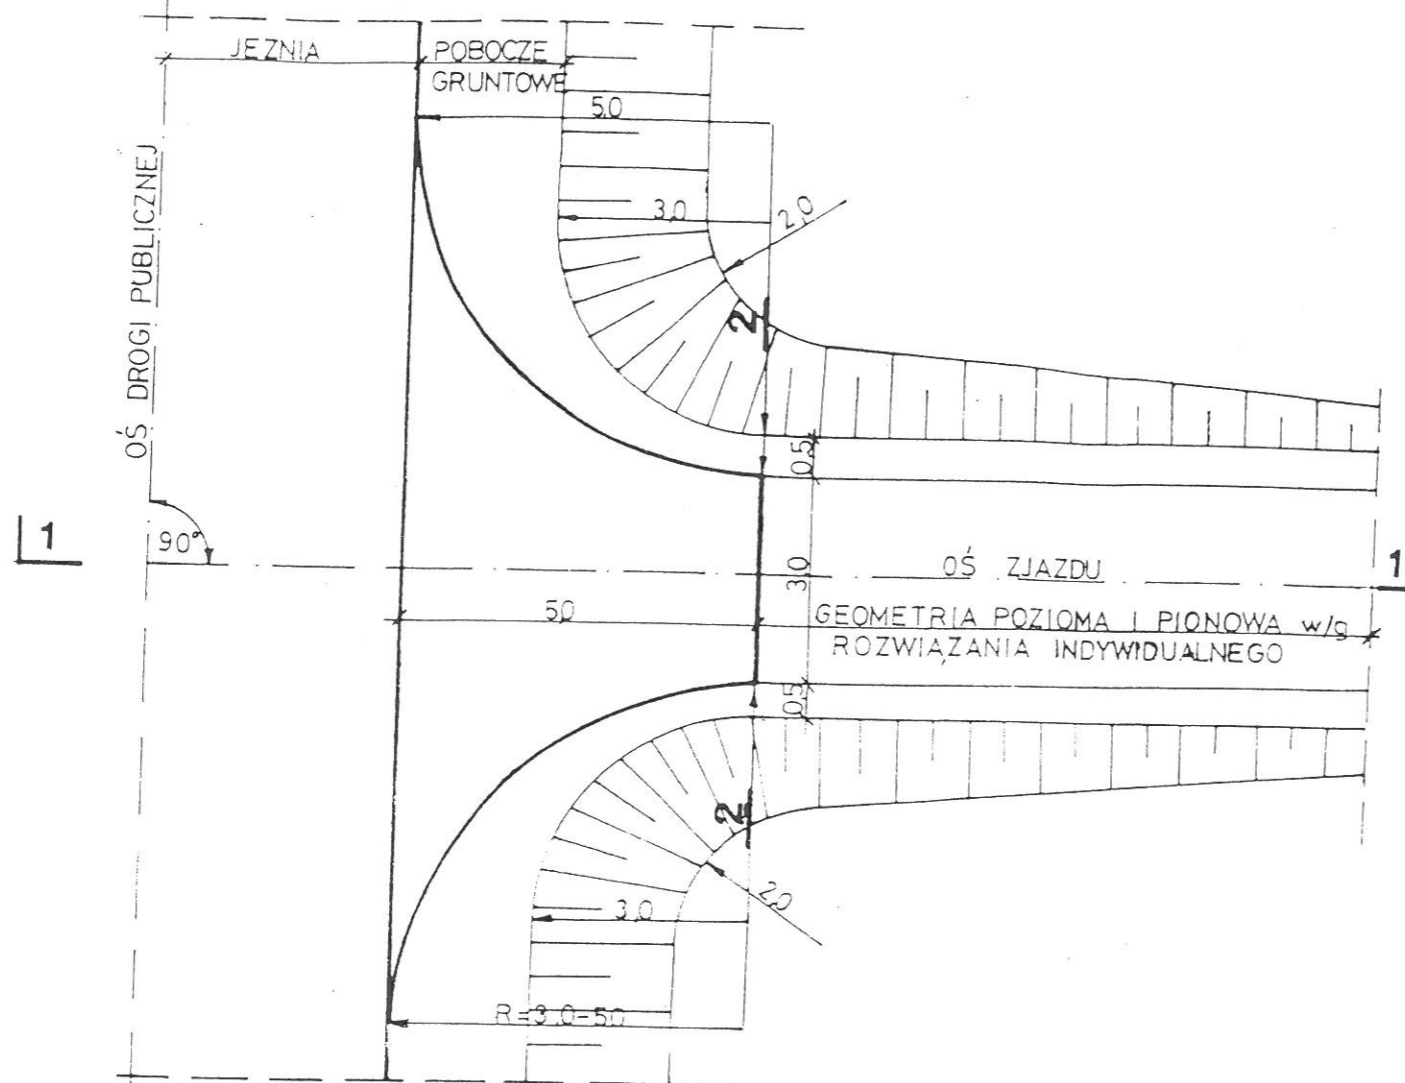 JEZNIA
POBOCZE
GRUNTOWE
5,0
OŚ DROGI PUBLICZNEJ
3,0
2,0
2
0,5
1
90°
OŚ ZJAZDU
1
3,0
5,0
GEOMETRIA POZIOMA I PIONOWA w/g
ROZWIĄZANIA INDYWIDUALNEGO
0,5
2
2,0
3,0
R=3,0-5,0